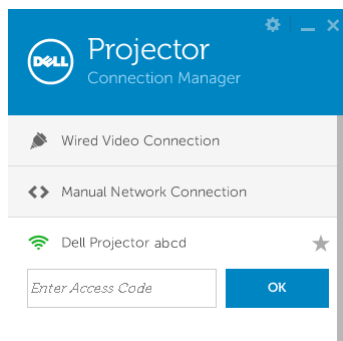 DELL
Projector
Connection Manager
Wired Video Connection
Manual Network Connection
Dell Projector abcd
Enter Access Code
OK